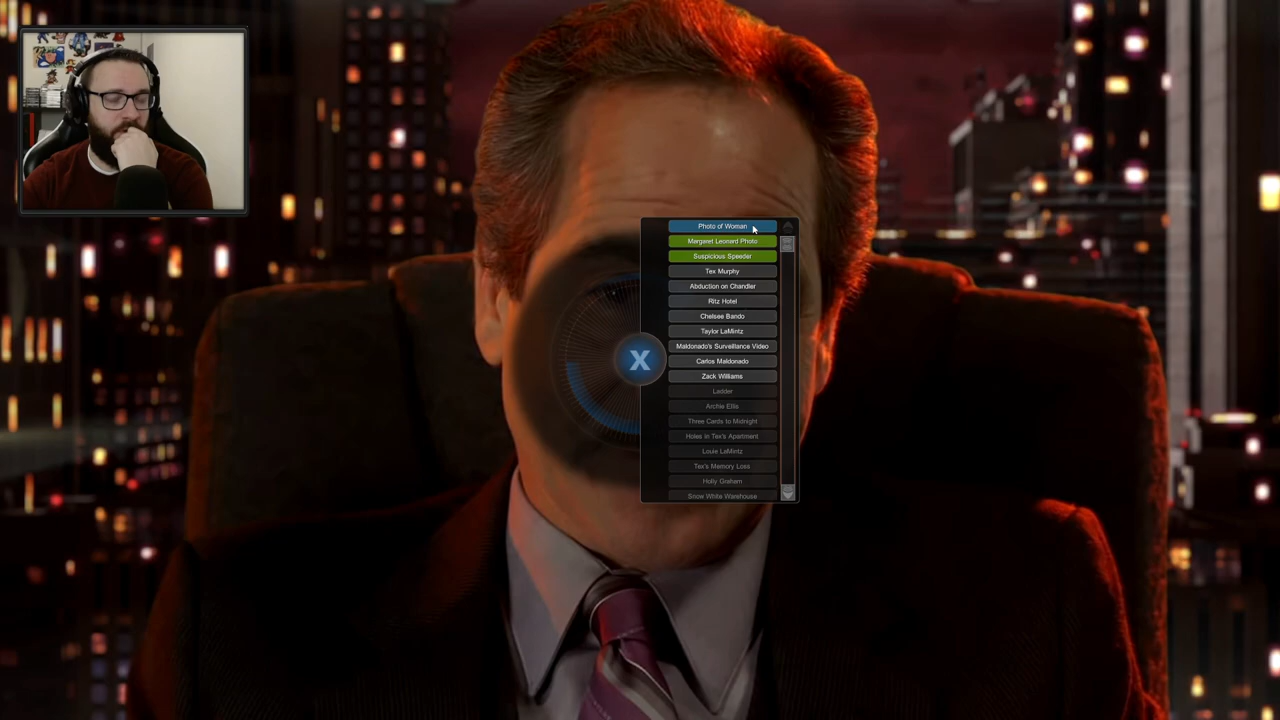 Photo of Woman
Margaret Leonard Photo
Suspicious Speeder
Tex Murphy
Abduction on Chandler
Ritz Hotel
Chelsee Bando
Taylor LaMintz
Maldonado's Surveillance Video
Carlos Maldonado
Zack Williams
Ladder
Archie Ellis
Three Cards to Midnight
Holes in Tex's Apartment
Louie LaMintz
Tex's Memory Loss
Holly Graham
Snow White Warehouse
X